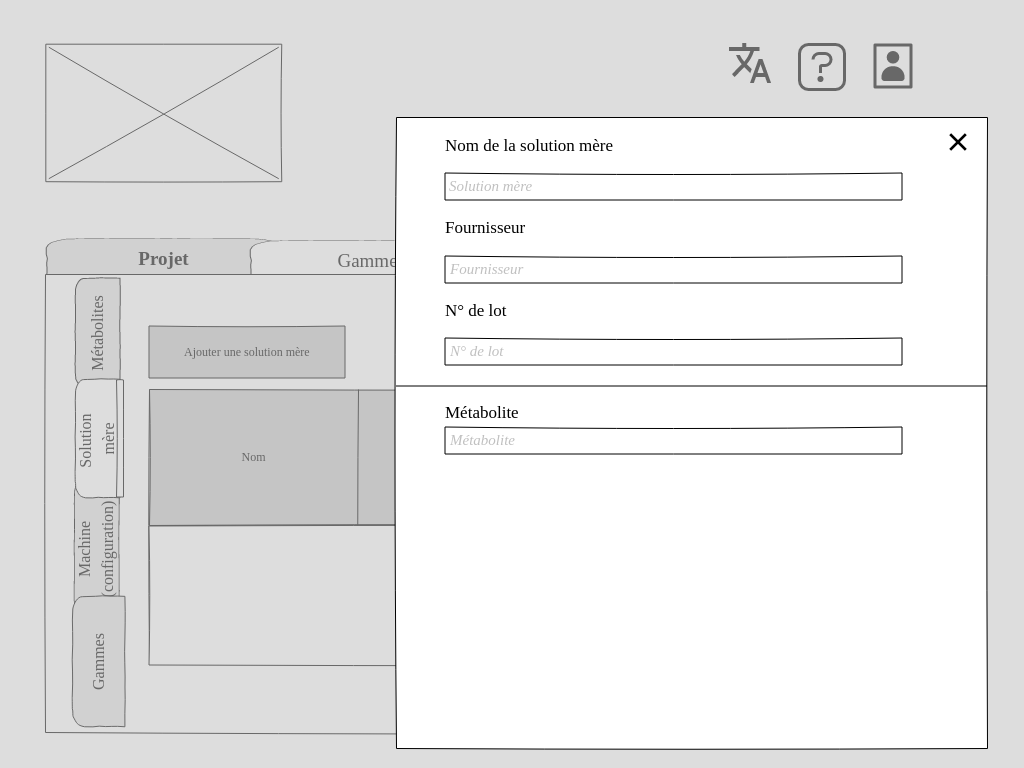 Projet
Gamme
Métabolites
Solution
mère
Machine
(configuration)
Gammes
Ajouter une solution mère
Nom
Nom de la solution mère
Solution mère
Fournisseur
Fournisseur
N° de lot
N° de lot
Métabolite
Métabolite